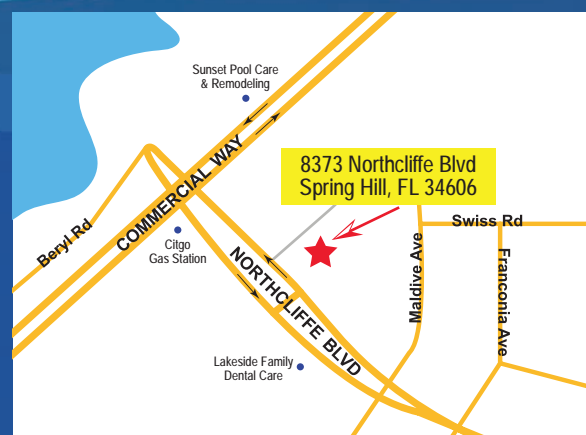 Sunset Pool Care
& Remodeling
8373 Northcliffe Blvd
Spring Hill, FL 34606
COMMERCIAL WAY
Beryl Rd
Citgo
Gas Station
NORTHCLIFFE BLVD
Swiss Rd
Maldive Ave
Franconia Ave
Lakeside Family
Dental Care